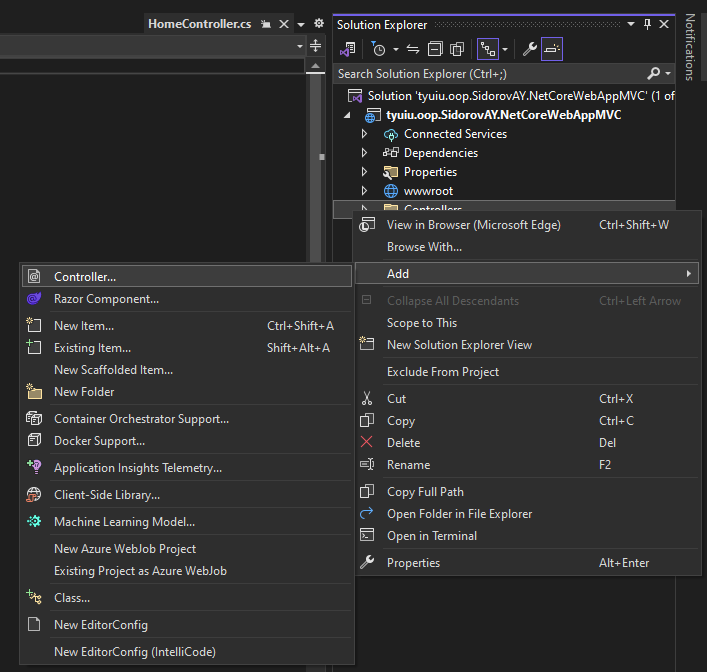 HomeController.cs
Solution Explorer
Notifications
Search Solution Explorer (Ctrl+;)
Solution 'tyuiu.oop.SidorovAY.NetCoreWebAppMVC' (1 of
tyuiu.oop.SidorovAY.NetCoreWebAppMVC
Connected Services
Dependencies
Properties
wwwroot
Controllers
View in Browser (Microsoft Edge) Ctrl+Shift+W
Browse With...
Add
Collapse All Descendants Ctrl+Left Arrow
Scope to This
New Solution Explorer View
Exclude From Project
Cut Ctrl+X
Copy Ctrl+C
Delete Del
Rename F2
Copy Full Path
Open Folder in File Explorer
Open in Terminal
Properties Alt+Enter
Controller...
Razor Component...
New Item... Ctrl+Shift+A
Existing Item... Shift+Alt+A
New Scaffolded Item...
New Folder
Container Orchestrator Support...
Docker Support...
Application Insights Telemetry...
Client-Side Library...
Machine Learning Model...
New Azure WebJob Project
Existing Project as Azure WebJob
Class...
New EditorConfig
New EditorConfig (IntelliCode)